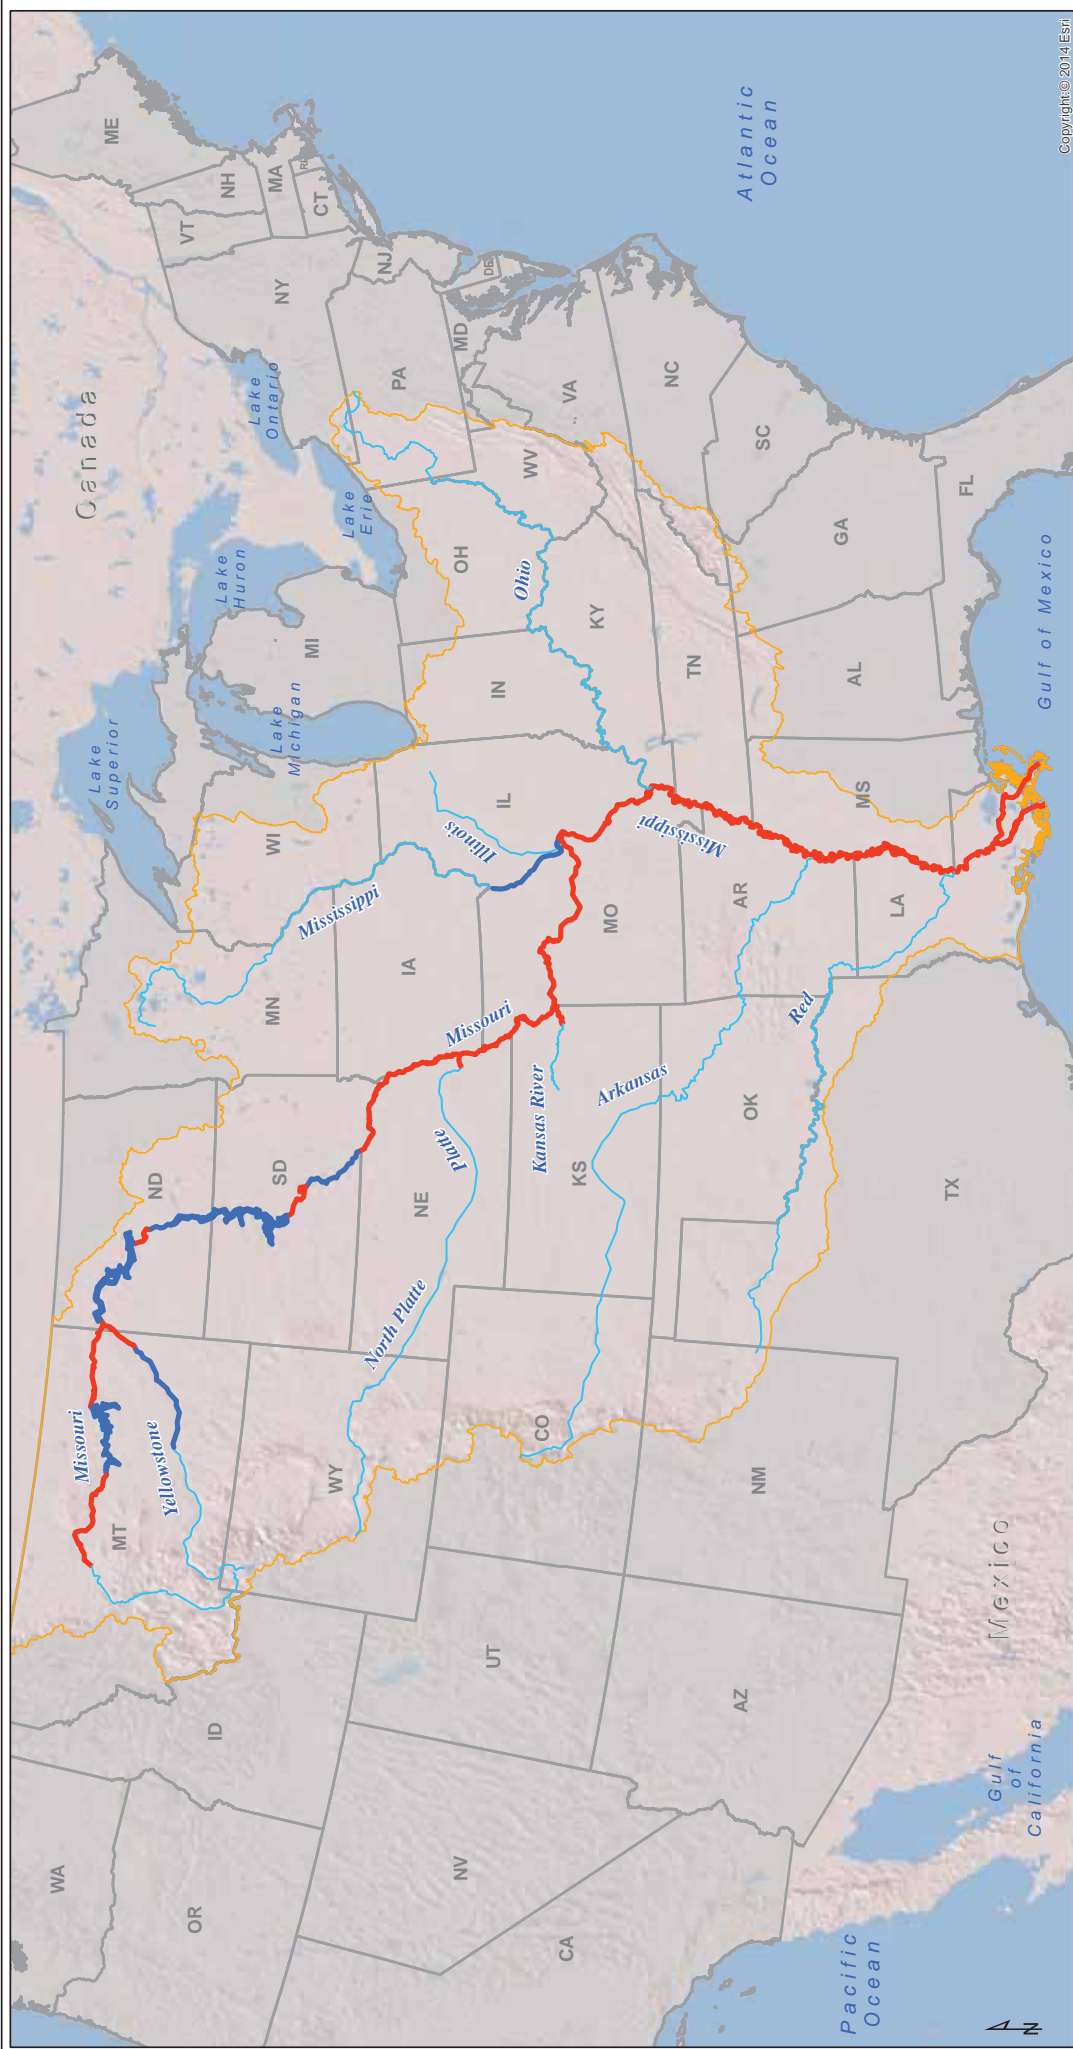 Canada
WA
OR
ID
MT
ND
MN
WI
MI
NY
VT
NH
ME
MA
RI
CT
NJ
PA
MD
DE
SD
WY
NE
IA
IL
IN
OH
WV
VA
NV
UT
CO
KS
MO
KY
NC
CA
AZ
NM
OK
AR
TN
SC
TX
LA
MS
AL
GA
FL
Lake
Superior
Lake
Michigan
Lake
Huron
Lake
Erie
Lake
Ontario
Missouri
Yellowstone
Mississippi
Illinois
Missouri
Ohio
North Platte
Platte
Kansas River
Arkansas
Mississippi
Red
Pacific
Ocean
Gulf
of
California
Mexico
Gulf of Mexico
Atlantic
Ocean
N
Copyright:© 2014 Esri